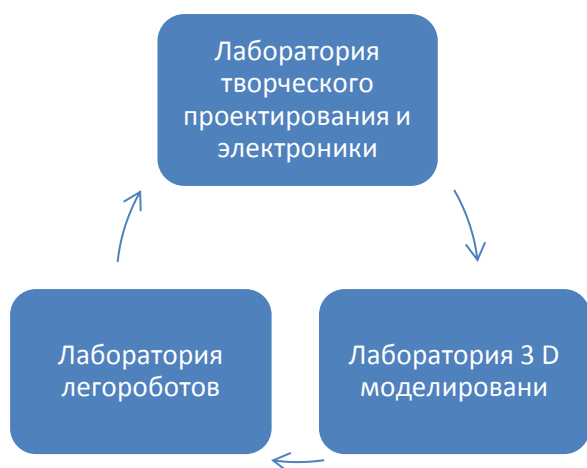 Лаборатория
творческого
проектирования и
электроники
Лаборатория
легороботов
Лаборатория 3 D
моделировани